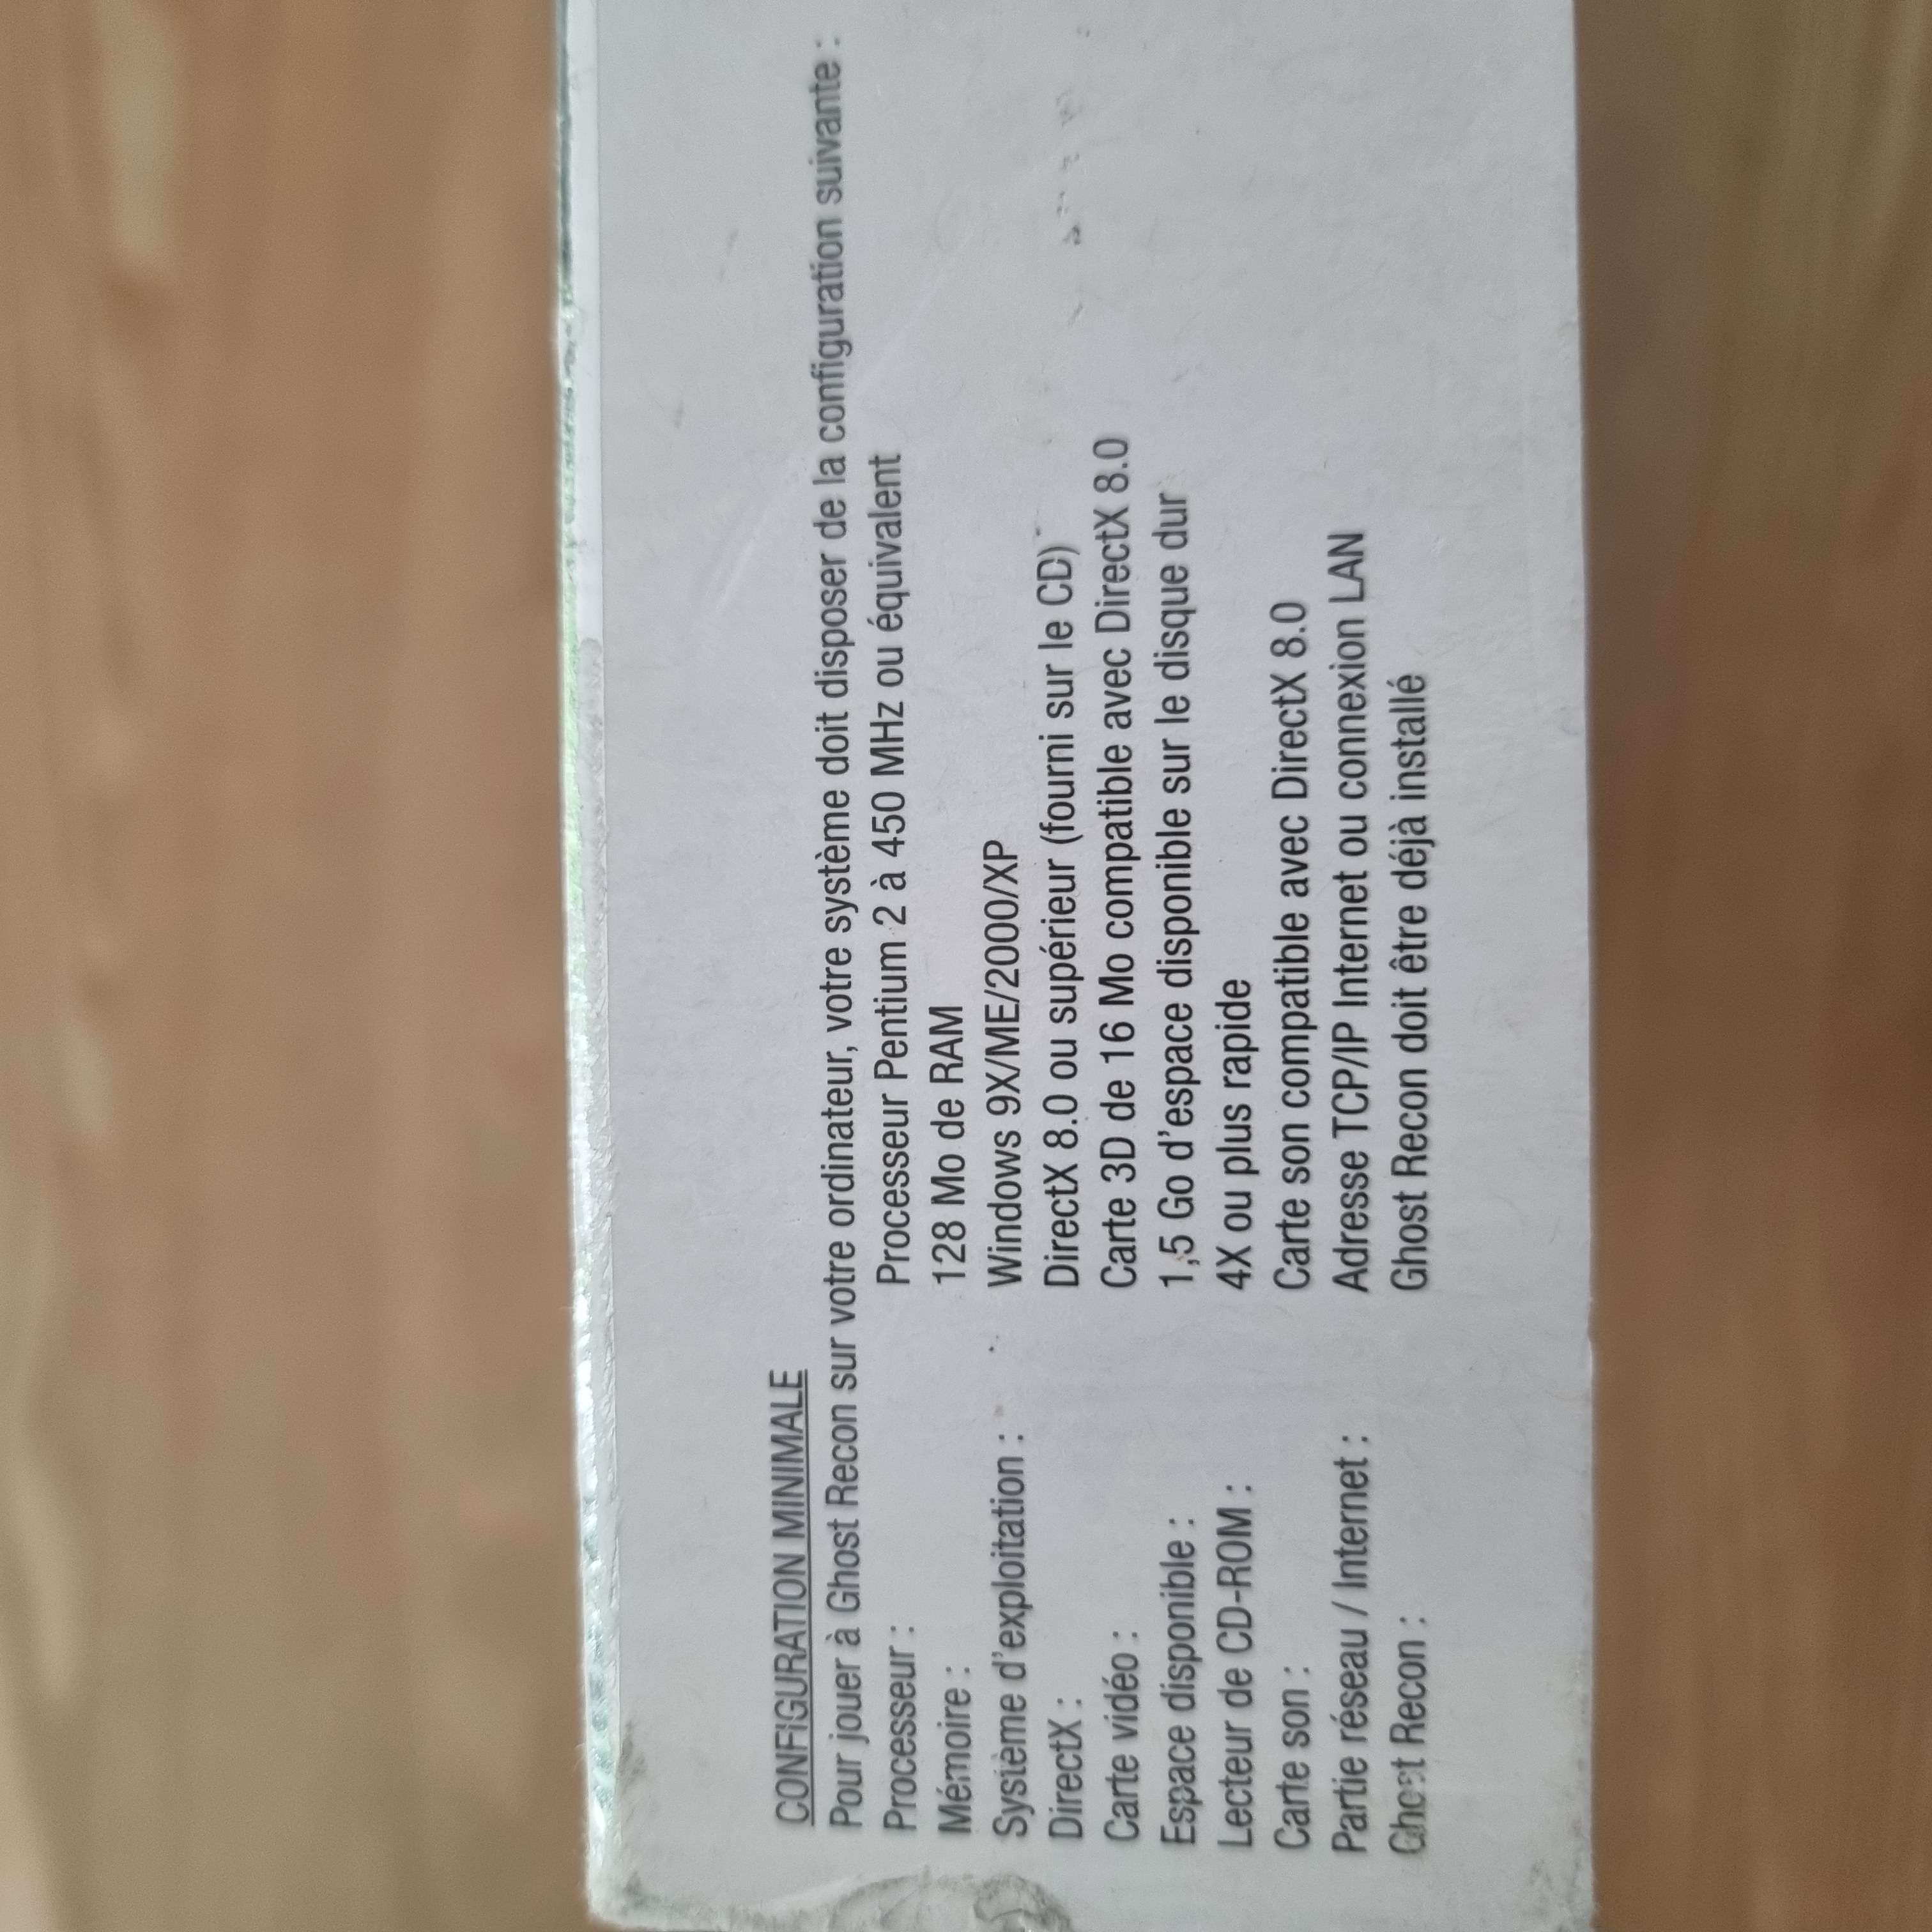 CONFIGURATION MINIMALE
Pour jouer à Ghost Recon sur votre ordinateur, votre système doit disposer de la configuration suivante :
Processeur : Processeur Pentium 2 à 450 MHz ou équivalent
Mémoire : 128 Mo de RAM
Système d'exploitation : Windows 9X/ME/2000/XP
DirectX : DirectX 8.0 ou supérieur (fourni sur le CD)
Carte vidéo : Carte 3D de 16 Mo compatible avec DirectX 8.0
Espace disponible : 1,5 Go d'espace disponible sur le disque dur
Lecteur de CD-ROM : 4X ou plus rapide
Carte son : Carte son compatible avec DirectX 8.0
Partie réseau / Internet : Adresse TCP/IP Internet ou connexion LAN
Ghost Recon : Ghost Recon doit être déjà installé